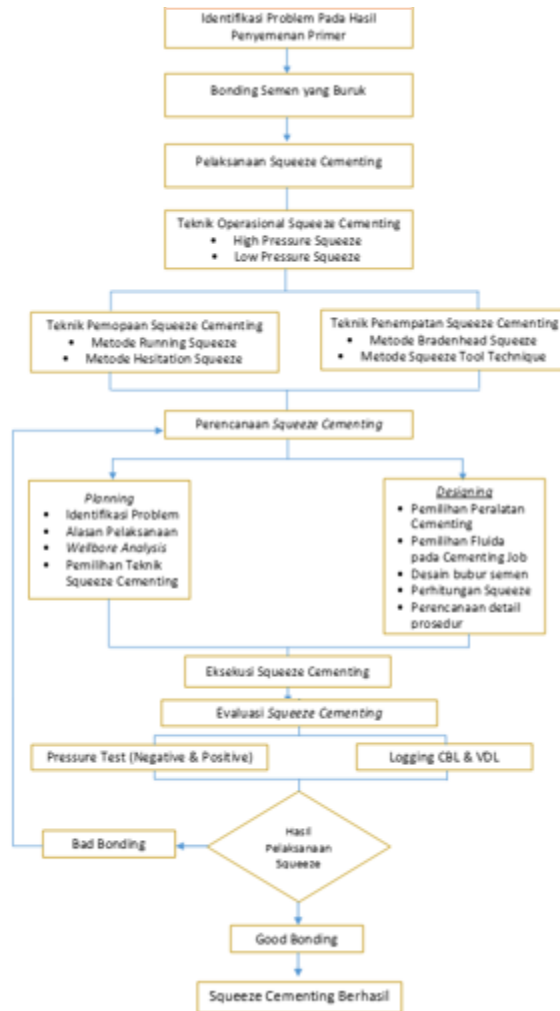 Identifikasi Problem Pada Hasil
Penyemenan Primer
Bonding Semen yang Buruk
Pelaksanaan Squeeze Cementing
Teknik Operasional Squeeze Cementing
• High Pressure Squeeze
• Low Pressure Squeeze
Teknik Pemopaan Squeeze Cementing
• Metode Running Squeeze
• Metode Hesitation Squeeze
Teknik Penempatan Squeeze Cementing
• Metode Bradenhead Squeeze
• Metode Squeeze Tool Technique
Perencanaan Squeeze Cementing
Planning
• Identifikasi Problem
• Alasan Pelaksanaan
• Wellbore Analysis
• Pemilihan Teknik
Squeeze Cementing
Designing
• Pemilihan Peralatan
Cementing
• Pemilihan Fluida
pada Cementing Job
• Desain bubur semen
• Perhitungan Squeeze
• Perencanaan detail
prosedur
Eksekusi Squeeze Cementing
Evaluasi Squeeze Cementing
Pressure Test (Negative & Positive)
Logging CBL & VDL
Hasil
Pelaksanaan
Squeeze
Bad Bonding
Good Bonding
Squeeze Cementing Berhasil